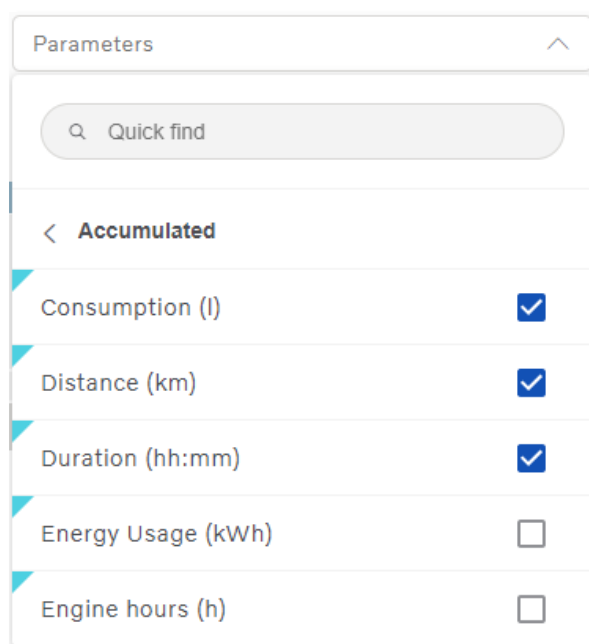 Parameters
Quick find
Accumulated
Consumption (l)
Distance (km)
Duration (hh:mm)
Energy Usage (kWh)
Engine hours (h)